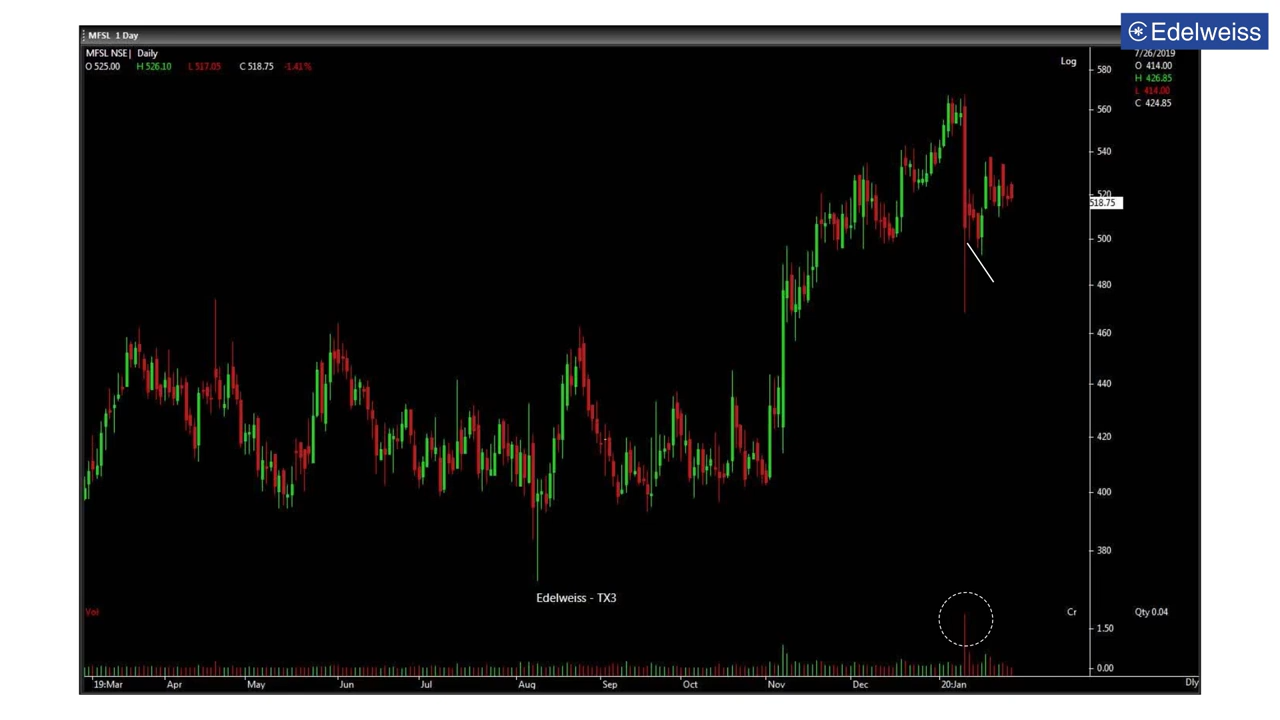 MFSL 1 Day
Edelweiss
MFSL NSE| Daily
O 525.00 H 526.10 L 517.05 C 518.75 -1.41%
Log
7/26/2019
O 414.00
H 426.85
L 414.00
C 424.85
580
560
540
520
518.75
500
480
460
440
420
400
380
Edelweiss - TX3
Vol
Cr
Qty 0.04
1.50
0.00
19:Mar Apr May Jun Jul Aug Sep Oct Nov Dec 20:Jan Dly